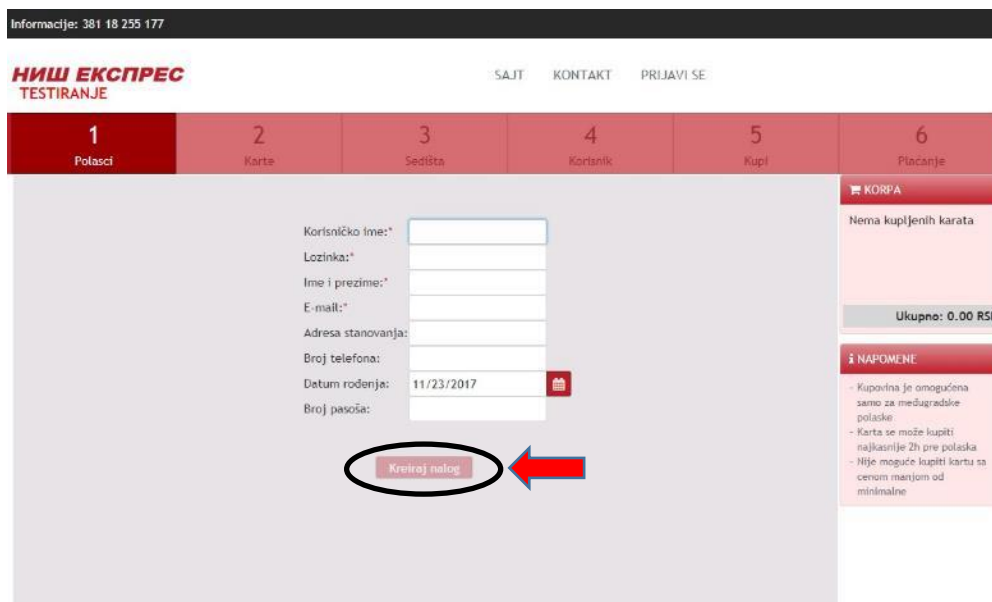 Informacije: 381 18 255 177
НИШ ЕКСПРЕС
TESTIRANJE
SAJT KONTAKT PRIJAVI SE
1 2 3 4 5 6
Polasci Karte Sedišta Korisnik Kupi Plaćanje
KORPA
Nema kupljenih karata
Ukupno: 0.00 RS
Korisničko ime:*
Lozinka:*
Ime i prezime:*
E-mail:*
Adresa stanovanja:
Broj telefona:
Datum rođenja: 11/23/2017
Broj pasoša:
Kreiraj nalog
NAPOMENE
- Kupovina je omogućena
samo za međugradske
polaske
- Karta se može kupiti
najkasnije 2h pre polaska
- Nije moguće kupiti kartu sa
cenom manjom od
minimalne